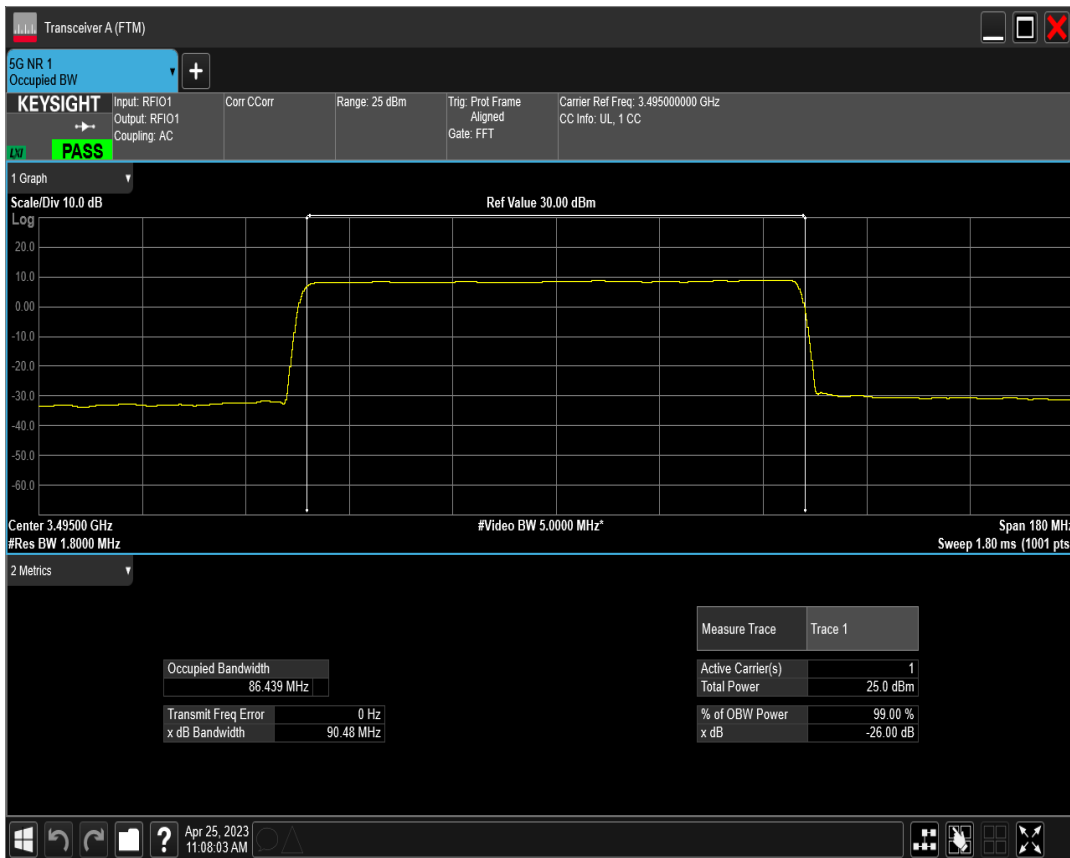 Transceiver A (FTM)
5G NR 1
Occupied BW
+
KEYSIGHT
LXI
PASS
Input: RFIO1
Output: RFIO1
Coupling: AC
Corr CCorr
Range: 25 dBm
Trig: Prot Frame
Aligned
Gate: FFT
Carrier Ref Freq: 3.495000000 GHz
CC Info: UL, 1 CC
1 Graph
Scale/Div 10.0 dB
Ref Value 30.00 dBm
Log
20.0
10.0
0.00
-10.0
-20.0
-30.0
-40.0
-50.0
-60.0
Center 3.49500 GHz
#Video BW 5.0000 MHz*
Span 180 MHz
#Res BW 1.8000 MHz
Sweep 1.80 ms (1001 pts
2 Metrics
Measure Trace Trace 1
Occupied Bandwidth
86.439 MHz
Active Carrier(s) 1
Total Power 25.0 dBm
Transmit Freq Error 0 Hz
x dB Bandwidth 90.48 MHz
% of OBW Power 99.00 %
x dB -26.00 dB
?
Apr 25, 2023
11:08:03 AM